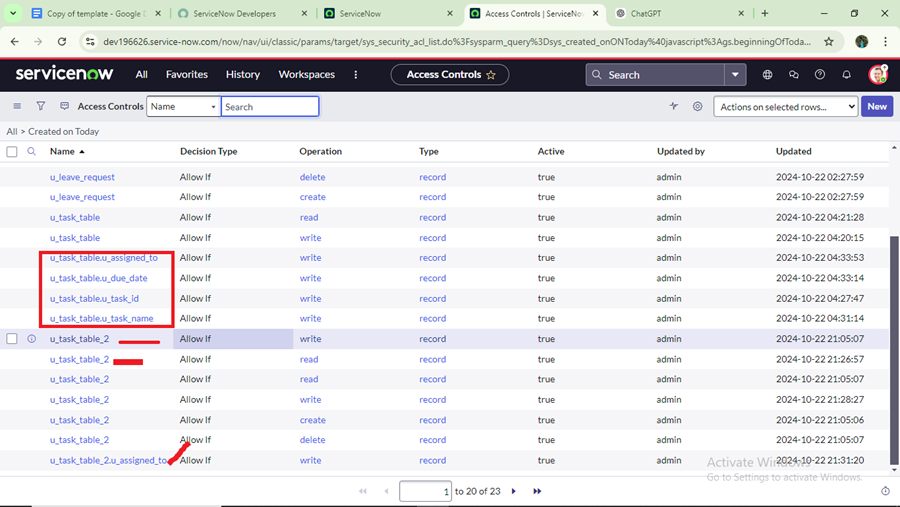 Copy of template - Google D
ServiceNow Developers
ServiceNow
Access Controls | ServiceNo
ChatGPT
dev196626.service-now.com/now/nav/ui/classic/params/target/sys_security_acl_list.do%3Fsysparm_query%3Dsys_created_onONToday%40javascript%3Ags.beginningOfToda...
servicenow
All Favorites History Workspaces
Access Controls
Search
Access Controls Name Search
Actions on selected rows... New
All > Created on Today
Name Decision Type Operation Type Active Updated by Updated
u_leave_request Allow If delete record true admin 2024-10-22 02:27:59
u_leave_request Allow If create record true admin 2024-10-22 02:27:59
u_task_table Allow If read record true admin 2024-10-22 04:21:28
u_task_table Allow If write record true admin 2024-10-22 04:20:15
u_task_table.u_assigned_to Allow If write record true admin 2024-10-22 04:33:53
u_task_table.u_due_date Allow If write record true admin 2024-10-22 04:33:14
u_task_table.u_task_id Allow If write record true admin 2024-10-22 04:27:47
u_task_table.u_task_name Allow If write record true admin 2024-10-22 04:31:14
u_task_table_2 Allow If write record true admin 2024-10-22 21:05:07
u_task_table_2 Allow If read record true admin 2024-10-22 21:26:57
u_task_table_2 Allow If read record true admin 2024-10-22 21:05:07
u_task_table_2 Allow If write record true admin 2024-10-22 21:28:27
u_task_table_2 Allow If create record true admin 2024-10-22 21:05:06
u_task_table_2 Allow If delete record true admin 2024-10-22 21:05:07
u_task_table_2.u_assigned_to Allow If write record true admin 2024-10-22 21:31:20
Activate Windows
Go to Settings to activate Windows.
1 to 20 of 23